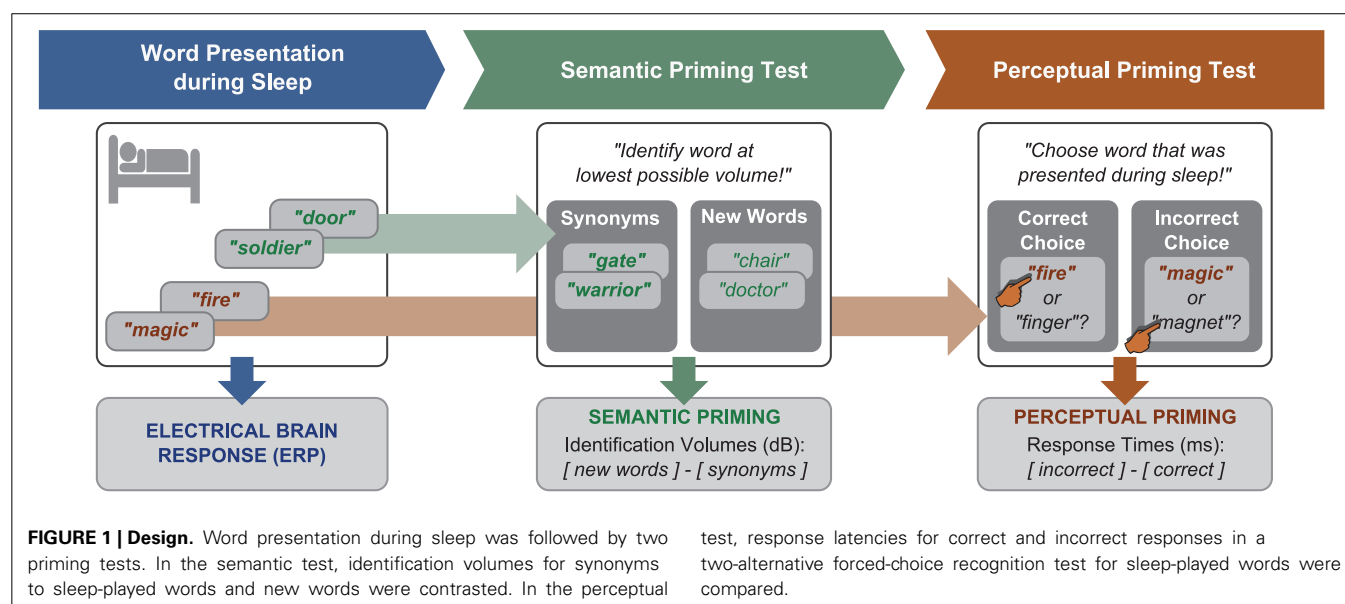 Word Presentation
during Sleep
Semantic Priming Test
Perceptual Priming Test
"door"
"soldier"
"fire"
"magic"
"Identify word at
lowest possible volume!"
Synonyms
"gate"
"warrior"
New Words
"chair"
"doctor"
"Choose word that was
presented during sleep!"
Correct
Choice
"fire"
or
"finger"?
Incorrect
Choice
"magic"
or
"magnet"?
ELECTRICAL BRAIN
RESPONSE (ERP)
SEMANTIC PRIMING
Identification Volumes (dB):
[ new words ] - [ synonyms ]
PERCEPTUAL PRIMING
Response Times (ms):
[ incorrect ] - [ correct ]
FIGURE 1 | Design. Word presentation during sleep was followed by two
priming tests. In the semantic test, identification volumes for synonyms
to sleep-played words and new words were contrasted. In the perceptual
test, response latencies for correct and incorrect responses in a
two-alternative forced-choice recognition test for sleep-played words were
compared.